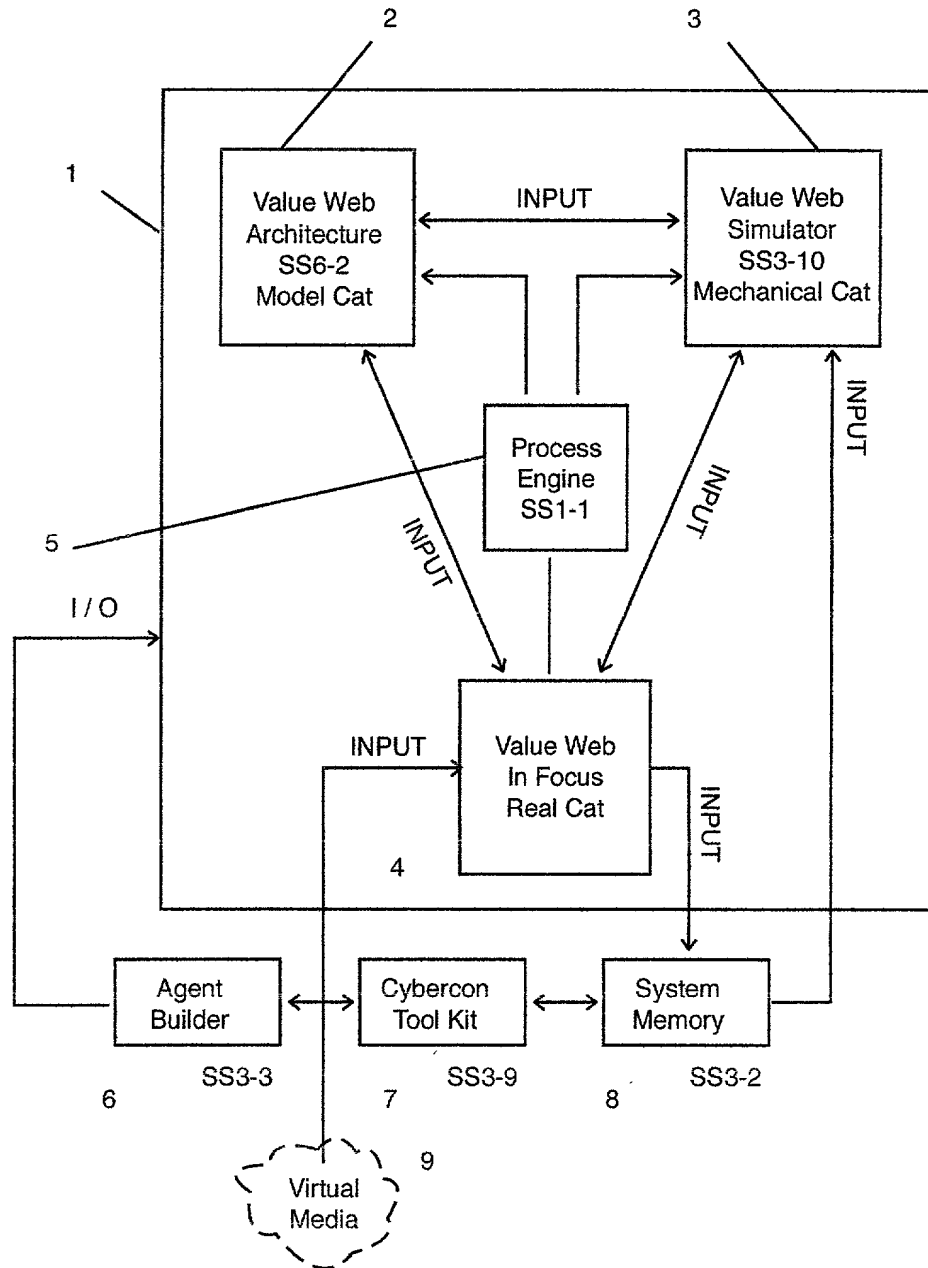 2
3
1
Value Web
Architecture
SS6-2
Model Cat
INPUT
Value Web
Simulator
SS3-10
Mechanical Cat
INPUT
Process
Engine
SS1-1
5
INPUT
INPUT
I / O
INPUT
Value Web
In Focus
Real Cat
INPUT
4
Agent
Builder
SS3-3
Cybercon
Tool Kit
SS3-9
System
Memory
SS3-2
6
7
8
9
Virtual
Media